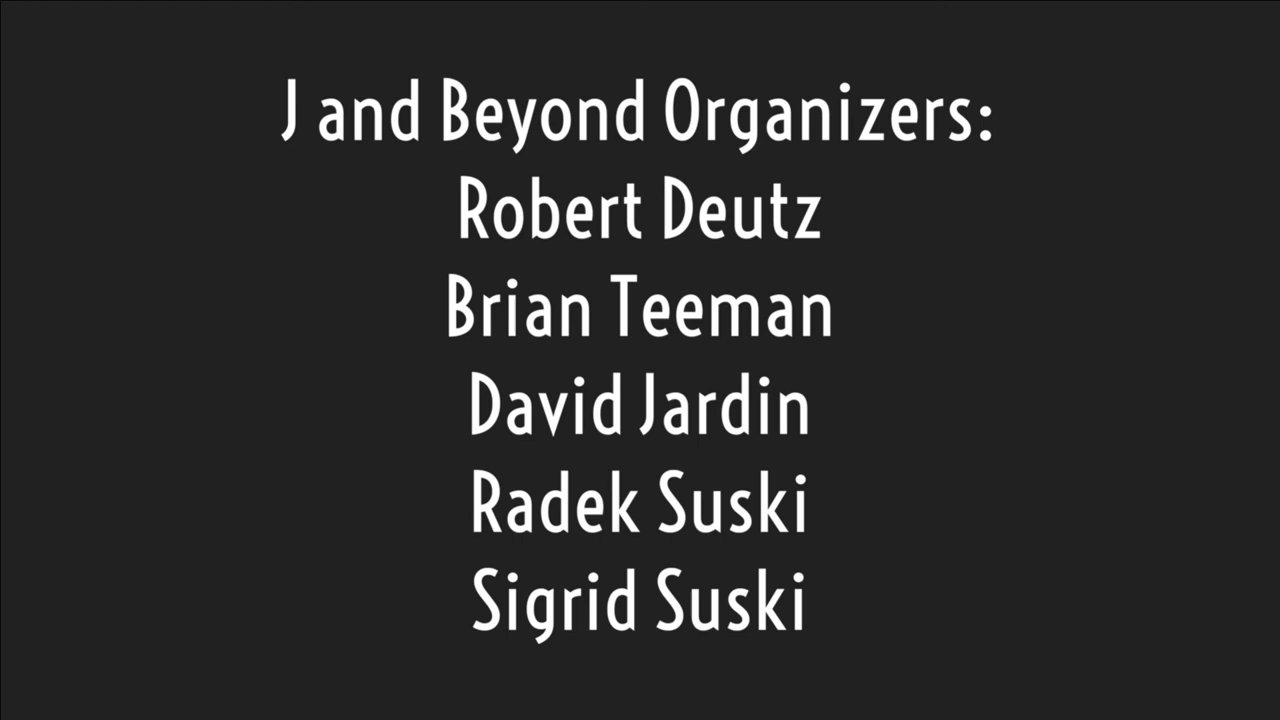 J and Beyond Organizers:
Robert Deutz
Brian Teeman
David Jardin
Radek Suski
Sigrid Suski